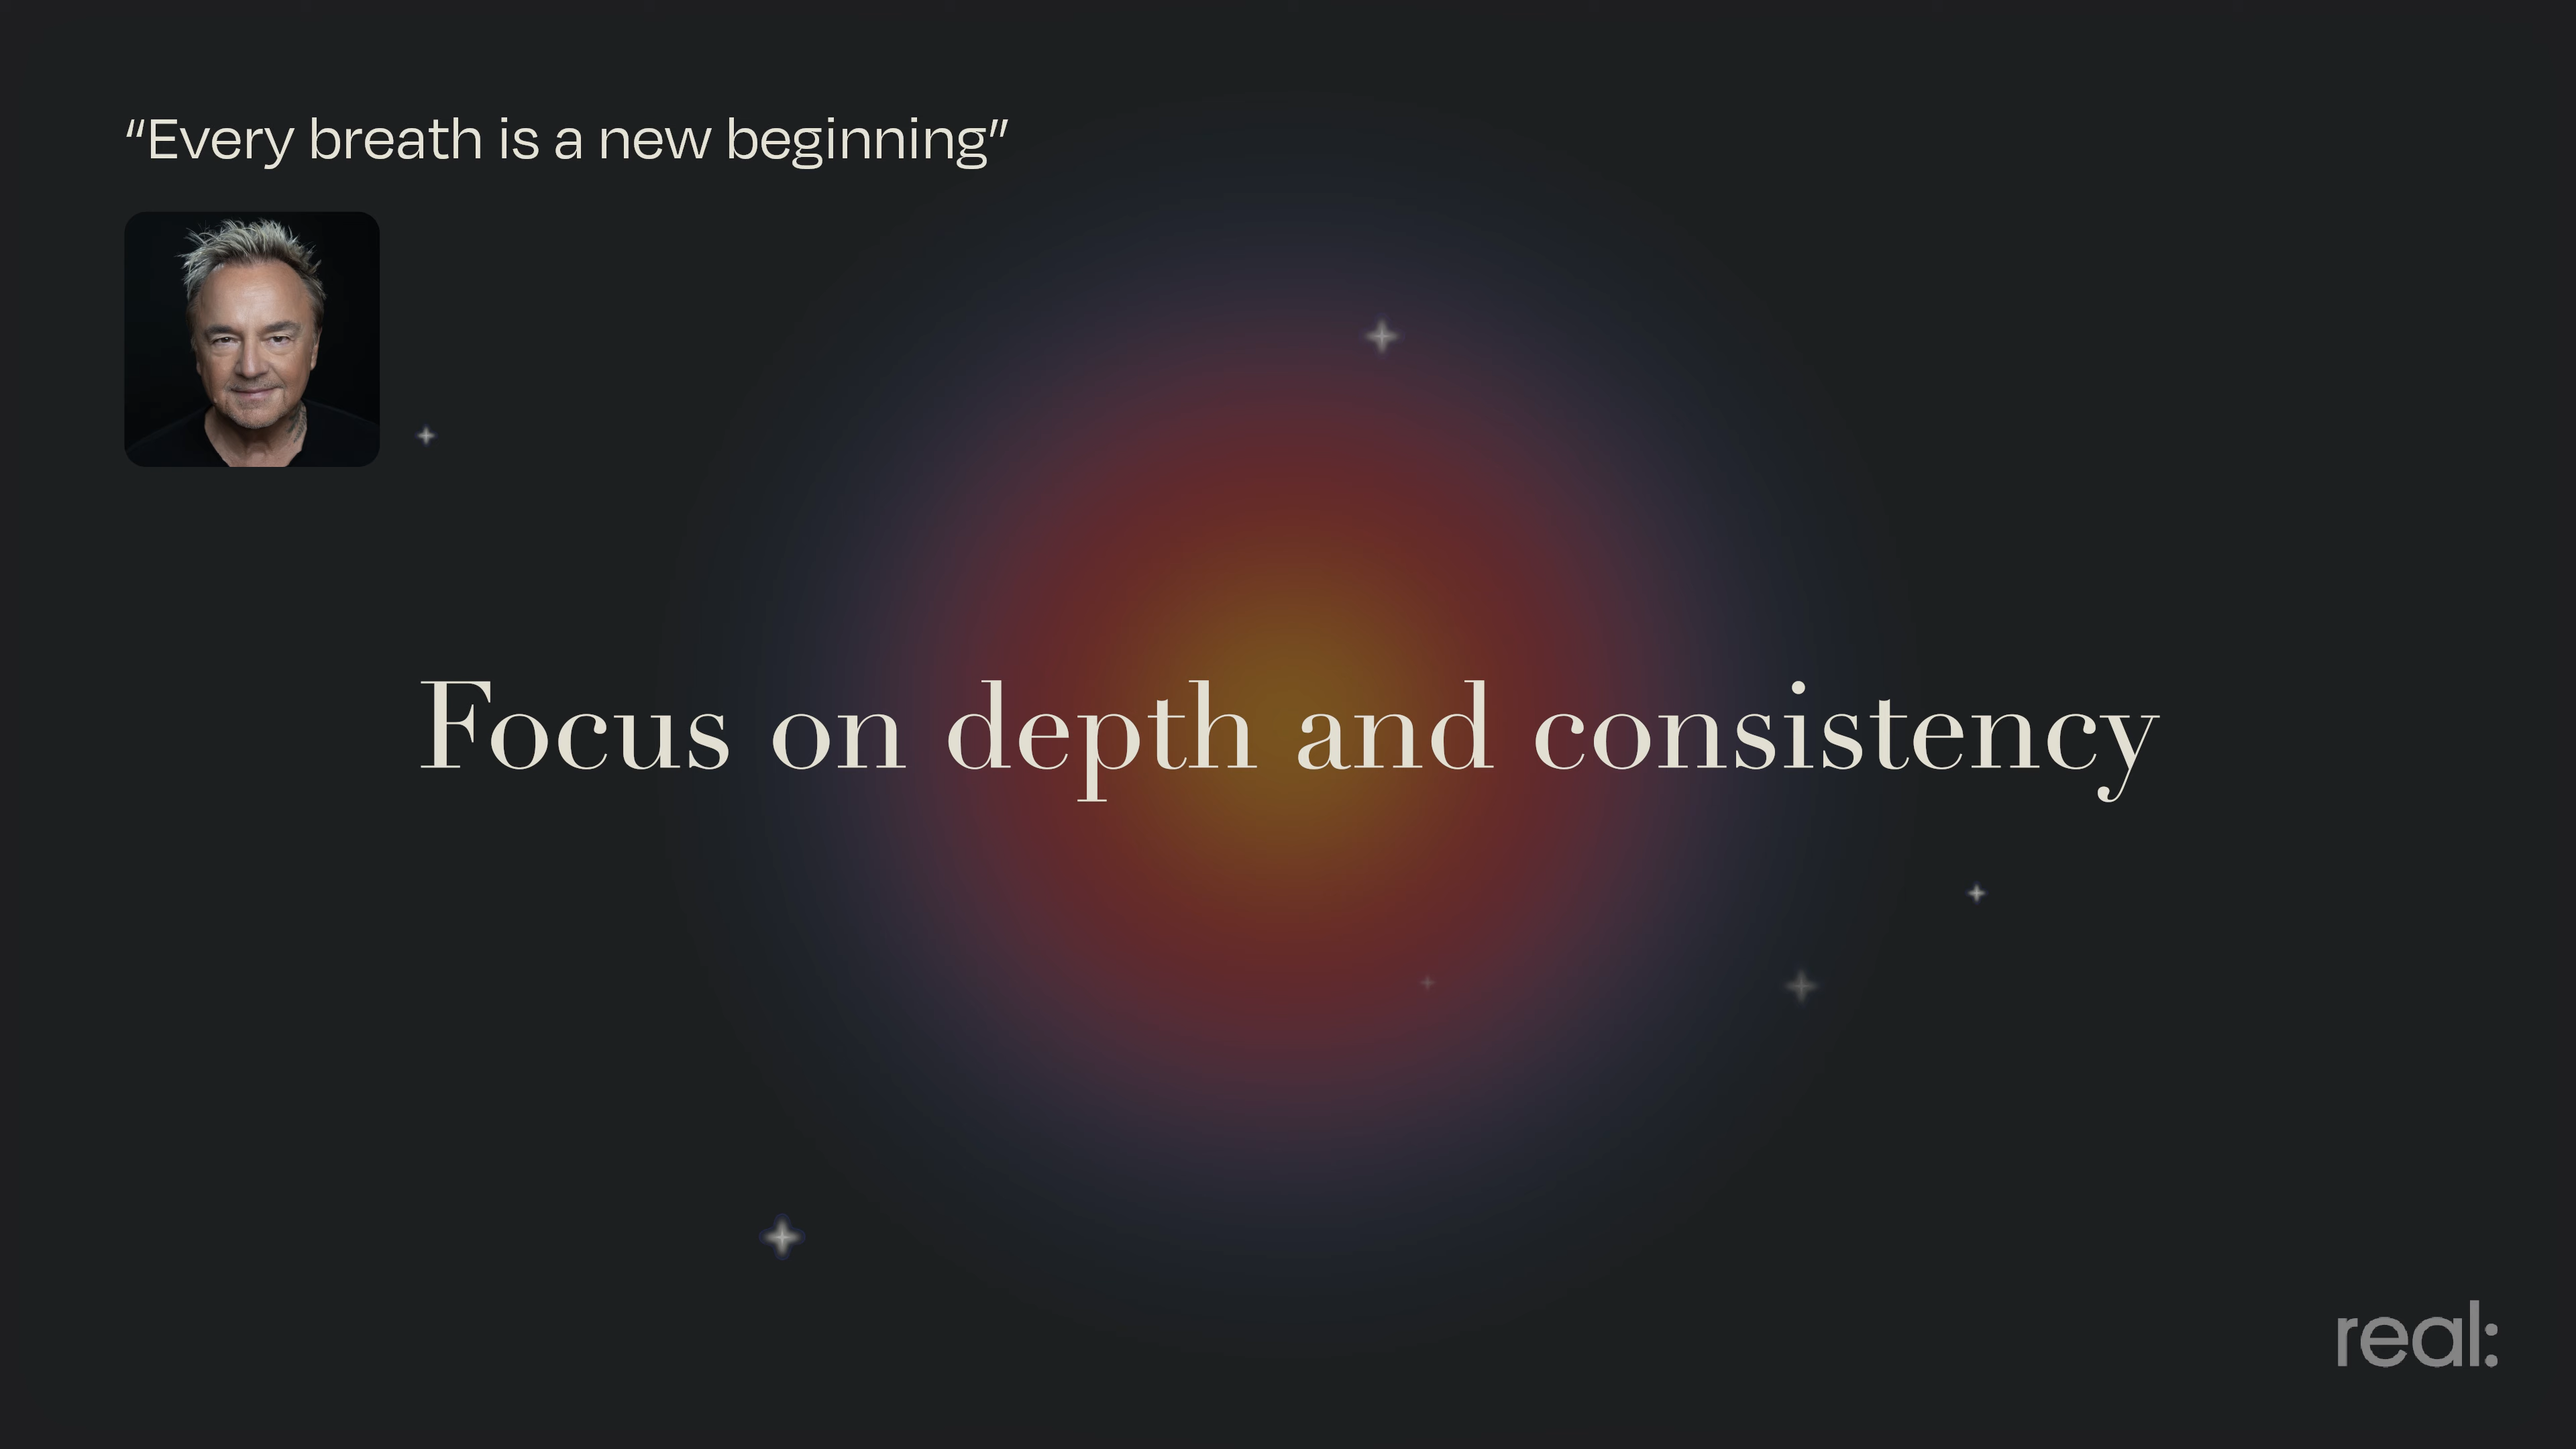 “Every breath is a new beginning”
Focus on depth and consistency
real: